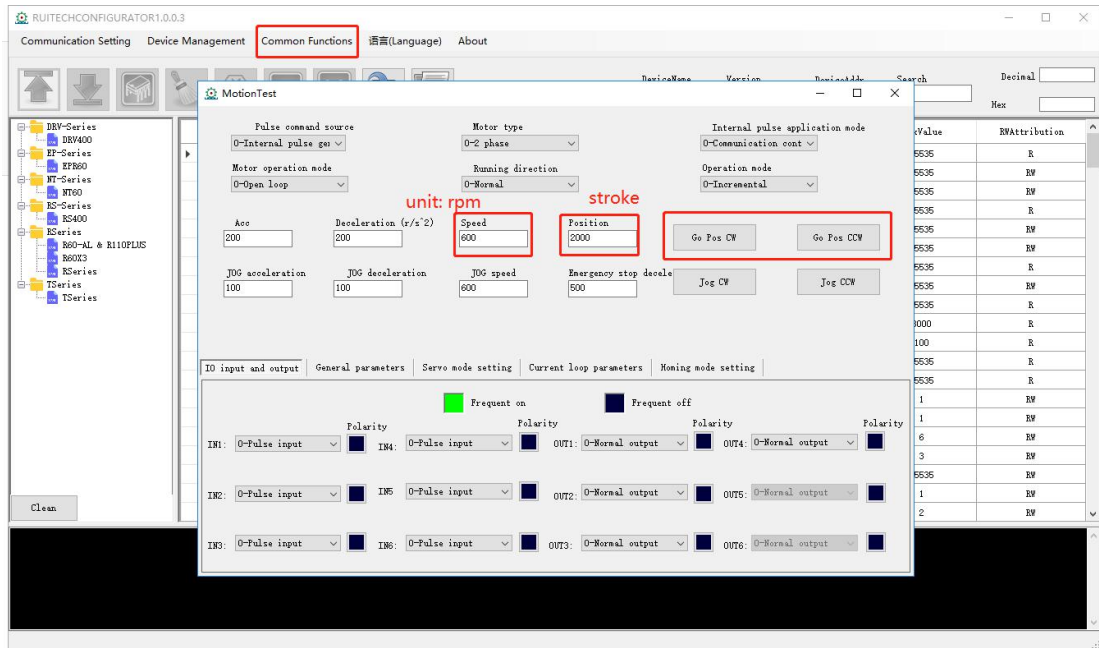 RUITECHCONFIGURATOR1.0.0.3
Communication Setting Device Management Common Functions 语言(Language) About
DeviceName Version DeviceAddr Search Decimal
Hex
MotionTest
DRV-Series
DRV400
EP-Series
EPR60
NT-Series
NT60
RS-Series
RS400
RSeries
R60-AL & R110PLUS
R60X3
RSeries
TSeries
TSeries
Clean
Pulse command source Motor type Internal pulse application mode
0-Internal pulse ger 0-2 phase 0-Communication cont
Motor operation mode Running direction Operation mode
0-Open loop 0-Normal 0-Incremental
unit: rpm stroke
Acc Deceleration (r/s^2) Speed Position
200 200 600 2000 Go Pos CW Go Pos CCW
JOG acceleration JOG deceleration JOG speed Emergency stop decele
100 100 600 500 Jog CW Jog CCW
IO input and output General parameters Servo mode setting Current loop parameters Homing mode setting
Frequent on Frequent off
Polarity Polarity Polarity Polarity
IN1: 0-Pulse input IN4: 0-Pulse input OUT1: 0-Normal output OUT4: 0-Normal output
IN2: 0-Pulse input IN5 0-Pulse input OUT2: 0-Normal output OUT5: 0-Normal output
IN3: 0-Pulse input IN6: 0-Pulse input OUT3: 0-Normal output OUT6: 0-Normal output
RWAttribution
5535 R
5535 RW
5535 RW
5535 R
5535 RW
5535 RW
5535 R
5535 RW
5535 R
R
100 R
5535 R
5535 R
1 RW
1 RW
6 RW
3 RW
5535 RW
1 RW
2 RW